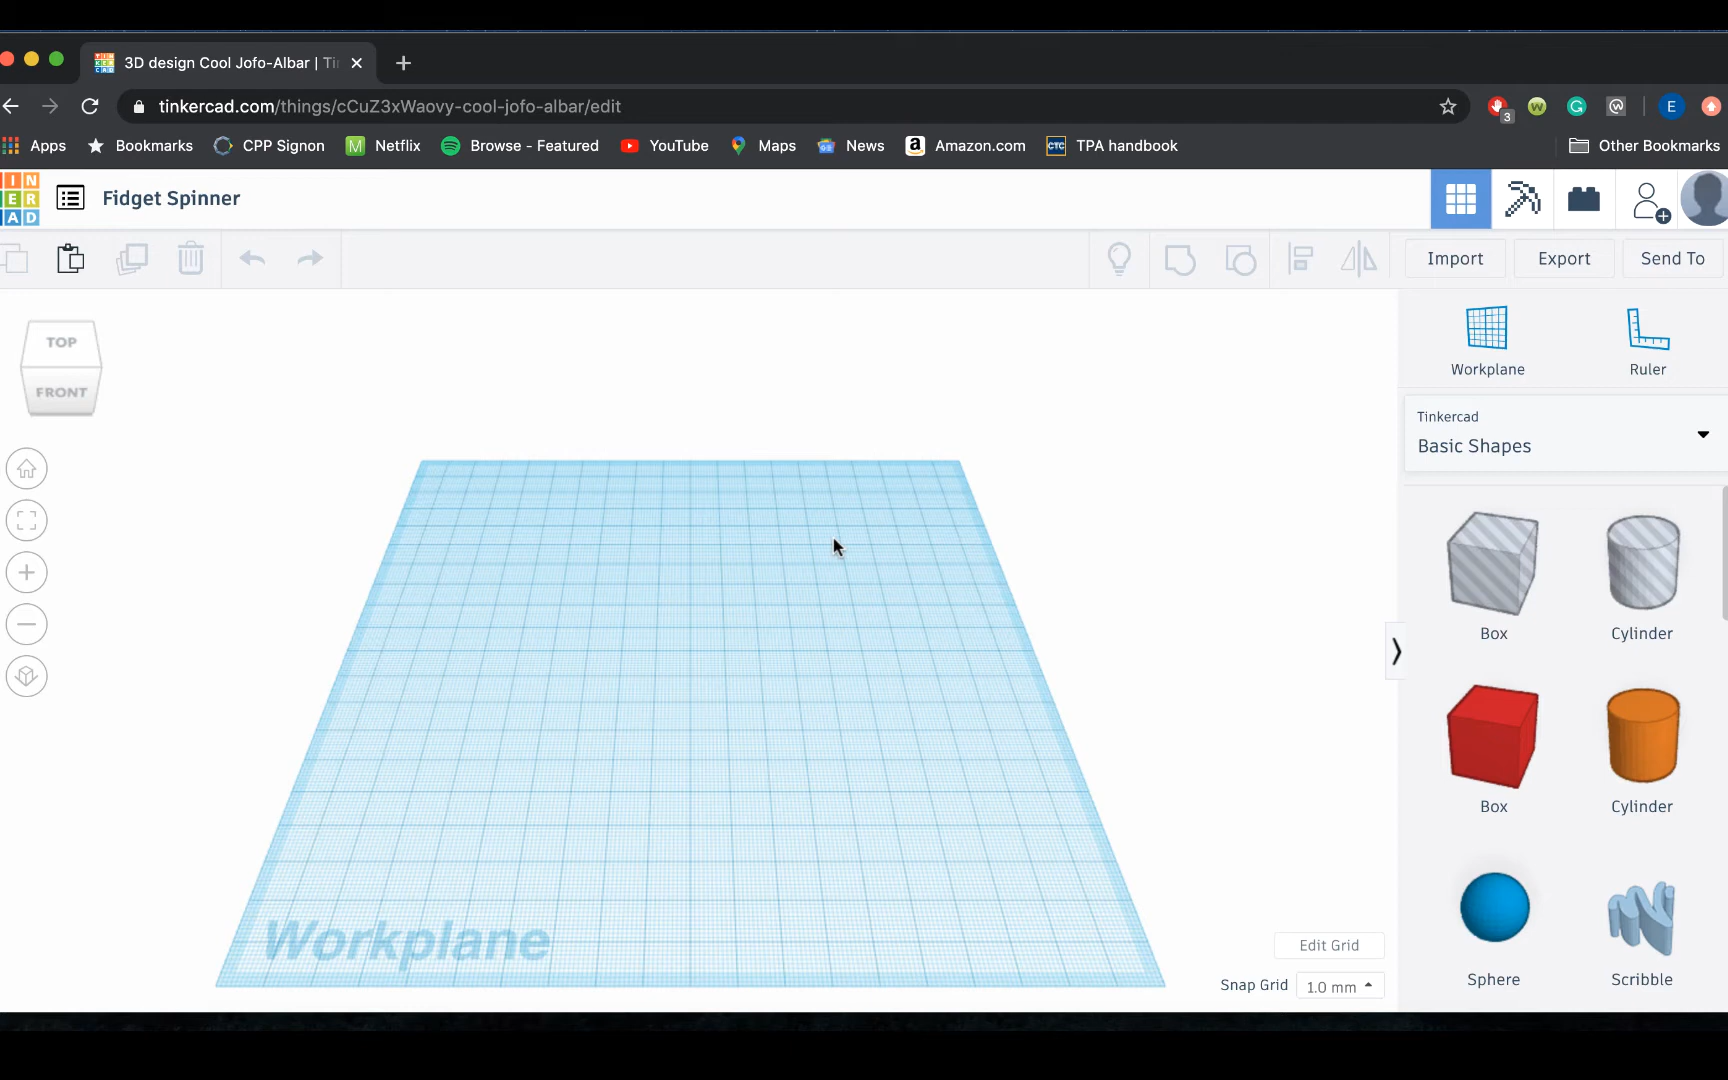 3D design Cool Jofo-Albar | Ti
tinkercad.com/things/cCuZ3xWaovy-cool-jofo-albar/edit
3
E
Apps
Bookmarks
CPP Signon
Netflix
Browse - Featured
YouTube
Maps
News
Amazon.com
CTC
TPA handbook
Other Bookmarks
Fidget Spinner
Import
Export
Send To
TOP
FRONT
Workplane
Ruler
Tinkercad
Basic Shapes
Box
Cylinder
Box
Cylinder
Sphere
Scribble
Workplane
Edit Grid
Snap Grid
1.0 mm